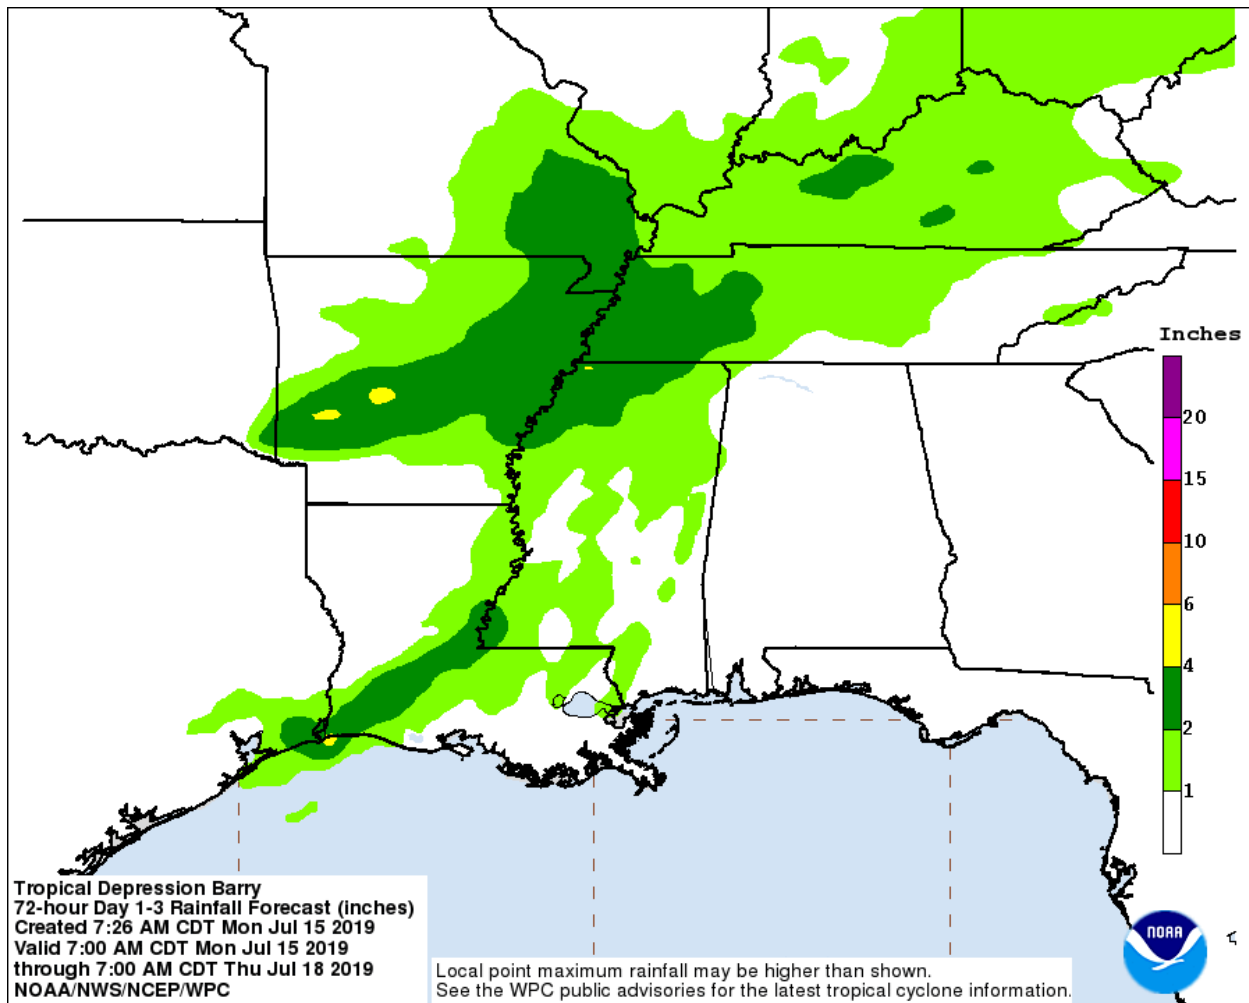 Inches
20
15
10
6
4
2
1
Tropical Depression Barry
72-hour Day 1-3 Rainfall Forecast (inches)
Created 7:26 AM CDT Mon Jul 15 2019
Valid 7:00 AM CDT Mon Jul 15 2019
through 7:00 AM CDT Thu Jul 18 2019
NOAA/NWS/NCEP/WPC
Local point maximum rainfall may be higher than shown.
See the WPC public advisories for the latest tropical cyclone information.
NOAA